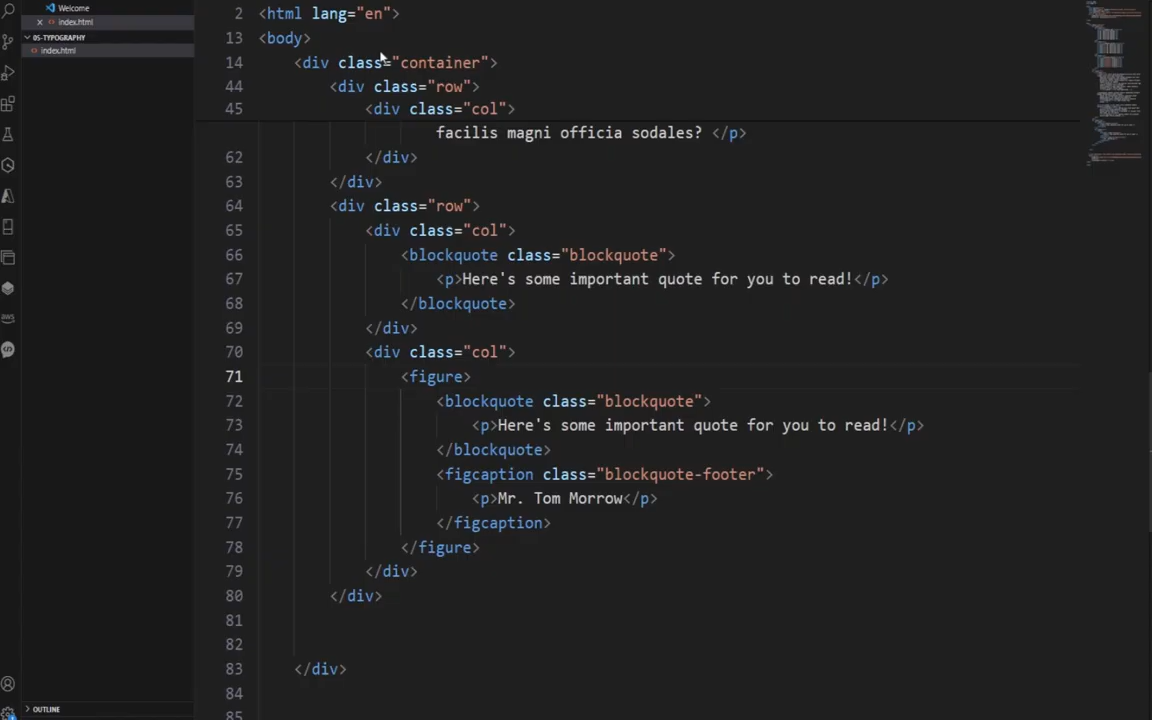 Welcome
index.html
05-TYPOGRAPHY
index.html
OUTLINE
aws
2 <html lang="en">
13 <body>
14 <div class="container">
44 <div class="row">
45 <div class="col">
facilis magni officia sodales? </p>
62 </div>
63 </div>
64 <div class="row">
65 <div class="col">
66 <blockquote class="blockquote">
67 <p>Here's some important quote for you to read!</p>
68 </blockquote>
69 </div>
70 <div class="col">
71 <figure>
72 <blockquote class="blockquote">
73 <p>Here's some important quote for you to read!</p>
74 </blockquote>
75 <figcaption class="blockquote-footer">
76 <p>Mr. Tom Morrow</p>
77 </figcaption>
78 </figure>
79 </div>
80 </div>
81
82
83 </div>
84
85